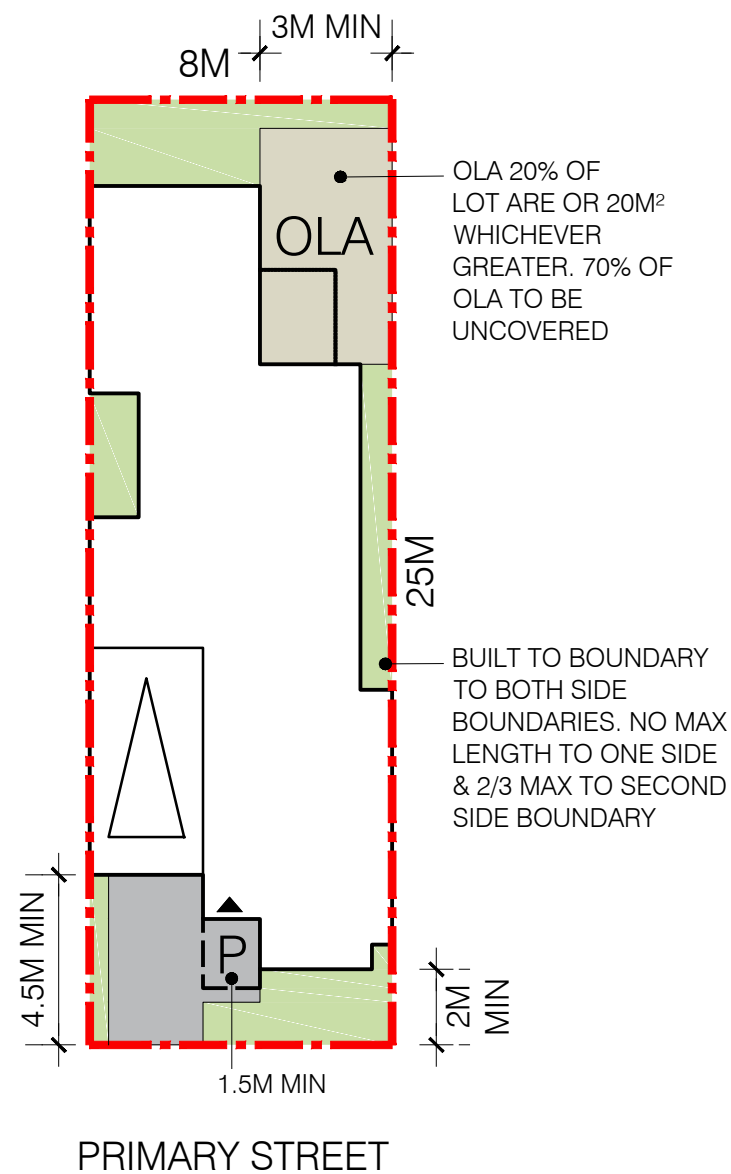 3M MIN
8M
OLA 20% OF
LOT ARE OR 20M²
WHICHEVER
GREATER. 70% OF
OLA TO BE
UNCOVERED
OLA
25M
BUILT TO BOUNDARY
TO BOTH SIDE
BOUNDARIES. NO MAX
LENGTH TO ONE SIDE
& 2/3 MAX TO SECOND
SIDE BOUNDARY
4.5M MIN
P
2M
MIN
1.5M MIN
PRIMARY STREET